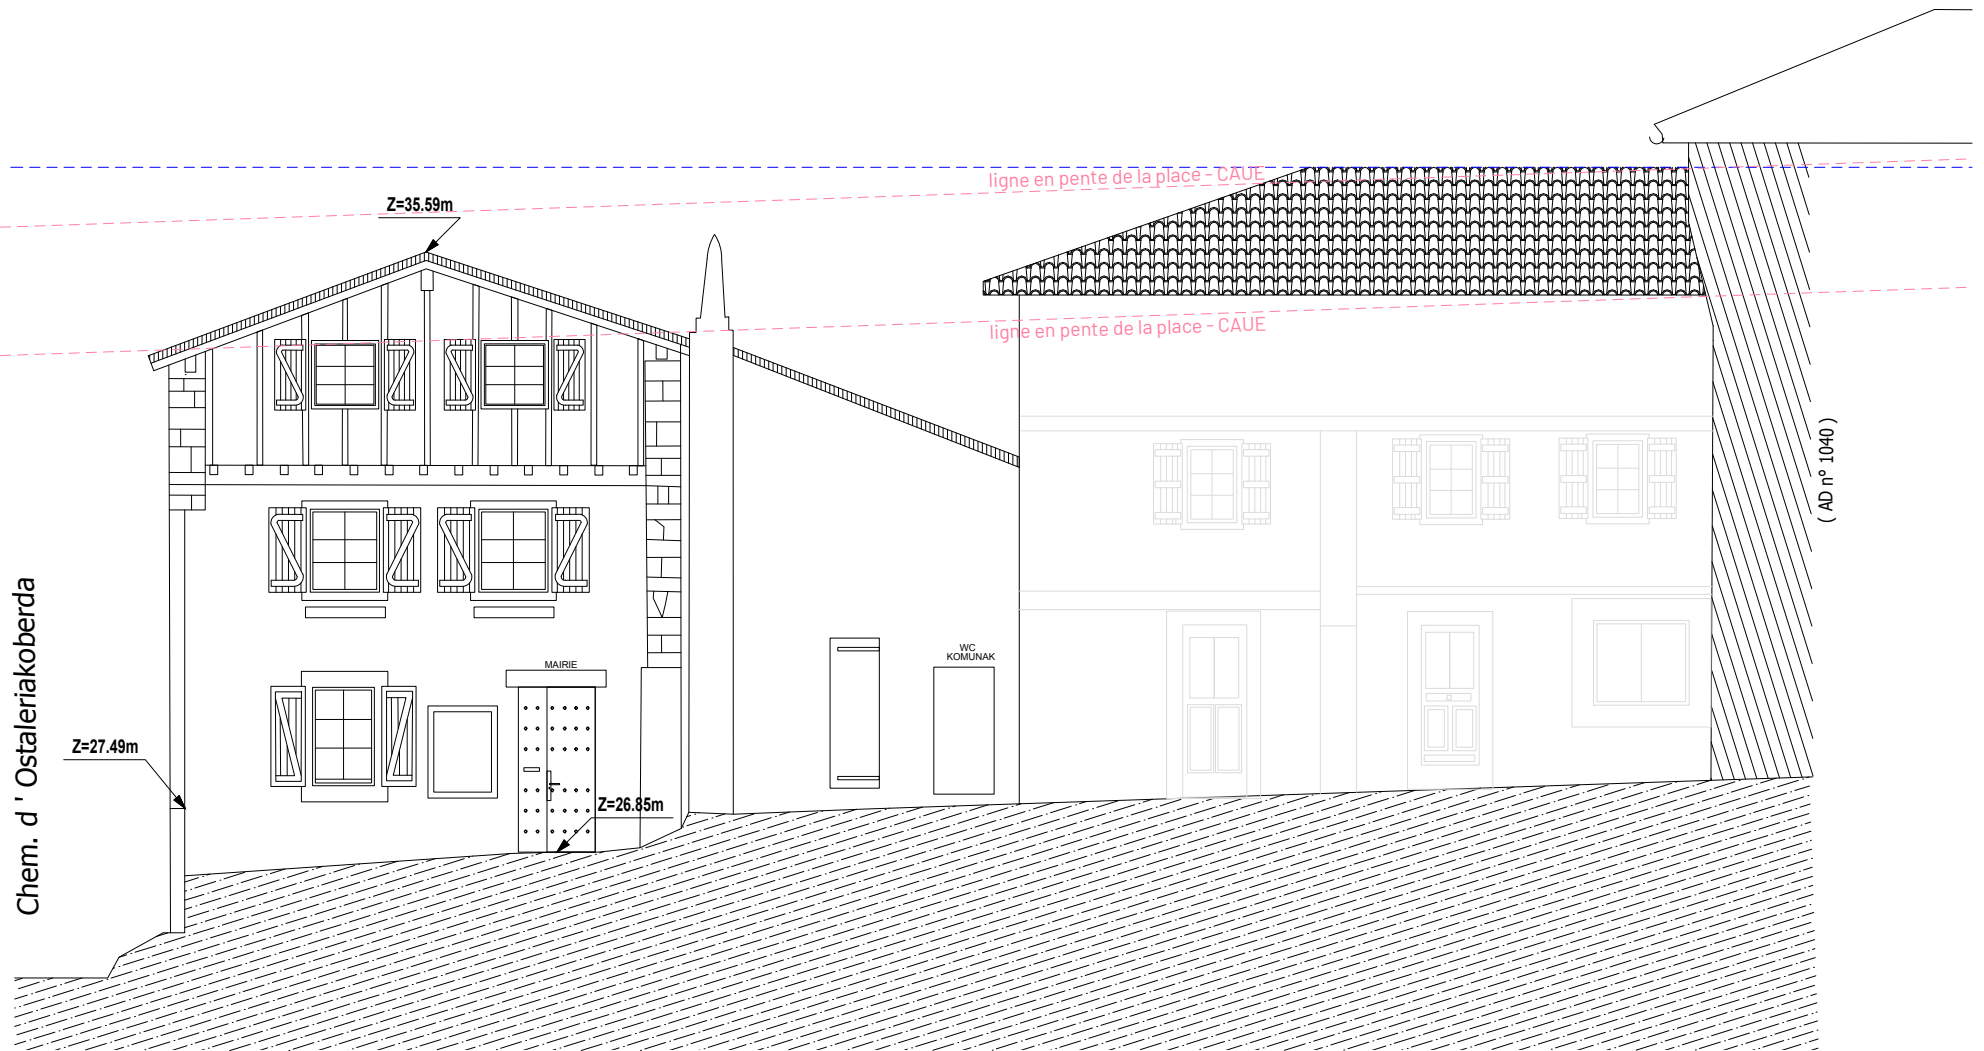 ligne en pente de la place - CAUE
Z=35.59m
ligne en pente de la place - CAUE
( AD n° 1040 )
Chem. d ' Ostaleriakoberda
WC
KOMUNAK
MAIRIE
Z=27.49m
Z=26.85m